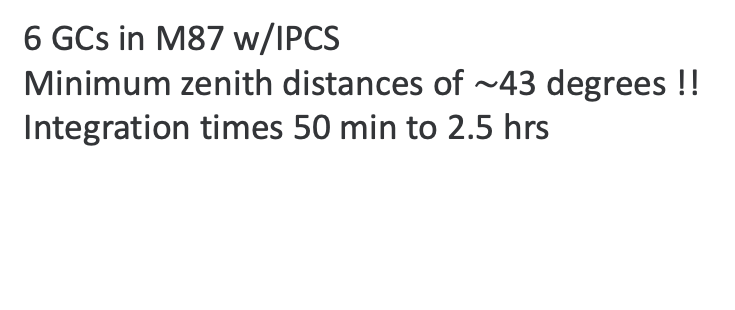 6 GCs in M87 w/IPCS
Minimum zenith distances of ~43 degrees !!
Integration times 50 min to 2.5 hrs